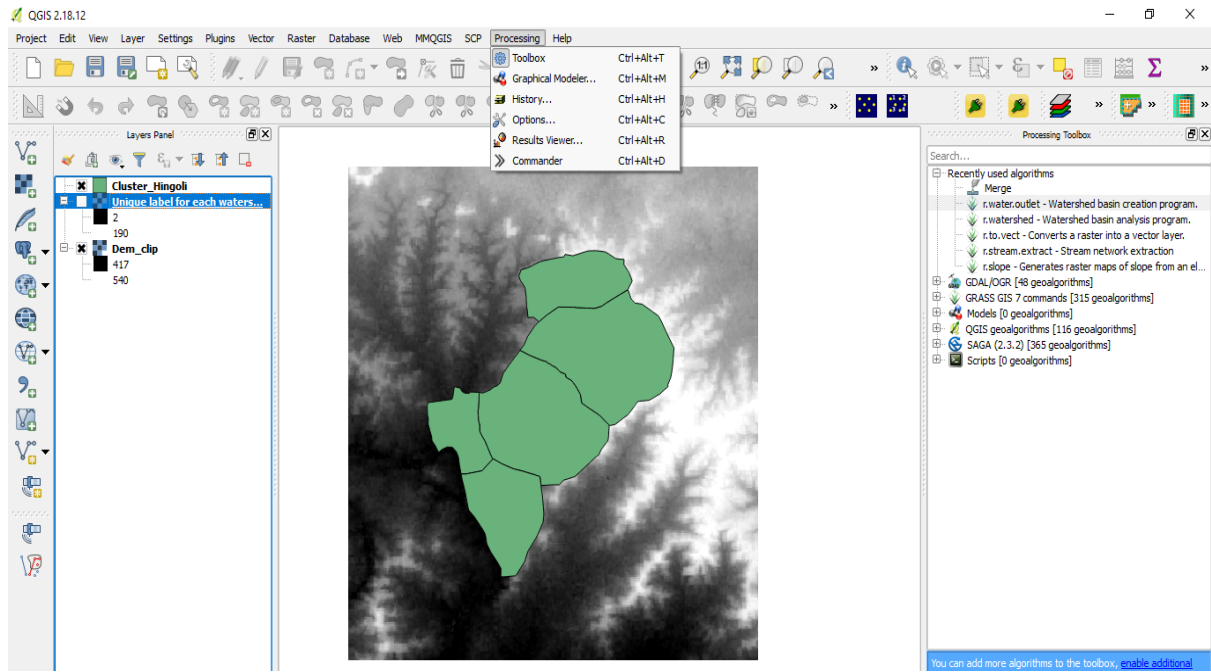 QGIS 2.18.12
Project Edit View Layer Settings Plugins Vector Raster Database Web MMQGIS SCP Processing Help
Toolbox Ctrl+Alt+T
Graphical Modeler... Ctrl+Alt+M
History... Ctrl+Alt+H
Options... Ctrl+Alt+C
Results Viewer... Ctrl+Alt+R
Commander Ctrl+Alt+D
Layers Panel
Cluster_Hingoli
Unique label for each waters...
2
190
Dem_clip
417
540
Processing Toolbox
Search...
Recently used algorithms
Merge
r.water.outlet - Watershed basin creation program.
r.watershed - Watershed basin analysis program.
r.to.vect - Converts a raster into a vector layer.
r.stream.extract - Stream network extraction
r.slope - Generates raster maps of slope from an el...
GDAL/OGR [48 geoalgorithms]
GRASS GIS 7 commands [315 geoalgorithms]
Models [0 geoalgorithms]
QGIS geoalgorithms [116 geoalgorithms]
SAGA (2.3.2) [365 geoalgorithms]
Scripts [0 geoalgorithms]
You can add more algorithms to the toolbox, enable additional